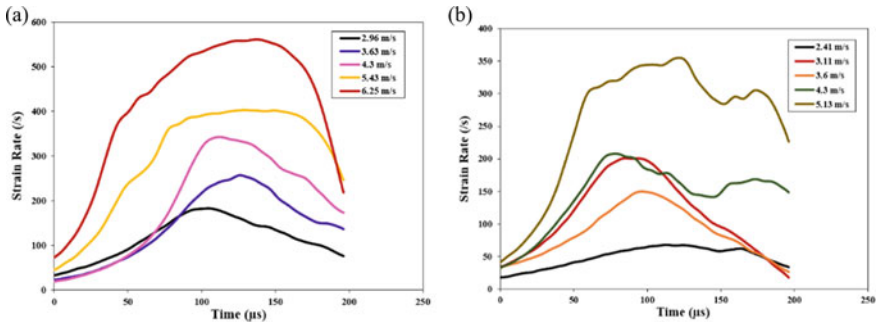 (a)
600
500
400
300
200
100
0
0 50 100 150 200 250
Strain Rate (/s)
Time (µs)
2.96 m/s
3.63 m/s
4.3 m/s
5.43 m/s
6.25 m/s
(b)
400
350
300
250
200
150
100
50
0
0 50 100 150 200 250
Strain Rate (/s)
Time (µs)
2.41 m/s
3.11 m/s
3.6 m/s
4.3 m/s
5.13 m/s